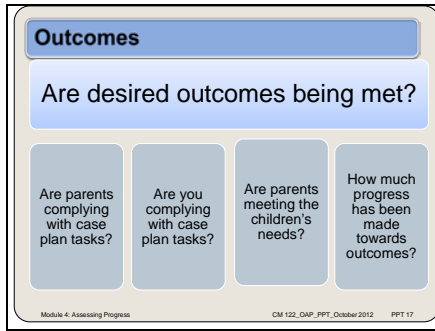 Outcomes
Are desired outcomes being met?
Are parents
complying
with case
plan tasks?
Are you
complying
with case
plan tasks?
Are parents
meeting the
children's
needs?
How much
progress
has been
made
towards
outcomes?
Module 4: Assessing Progress
CM 122_OAP_PPT_October 2012
PPT 17